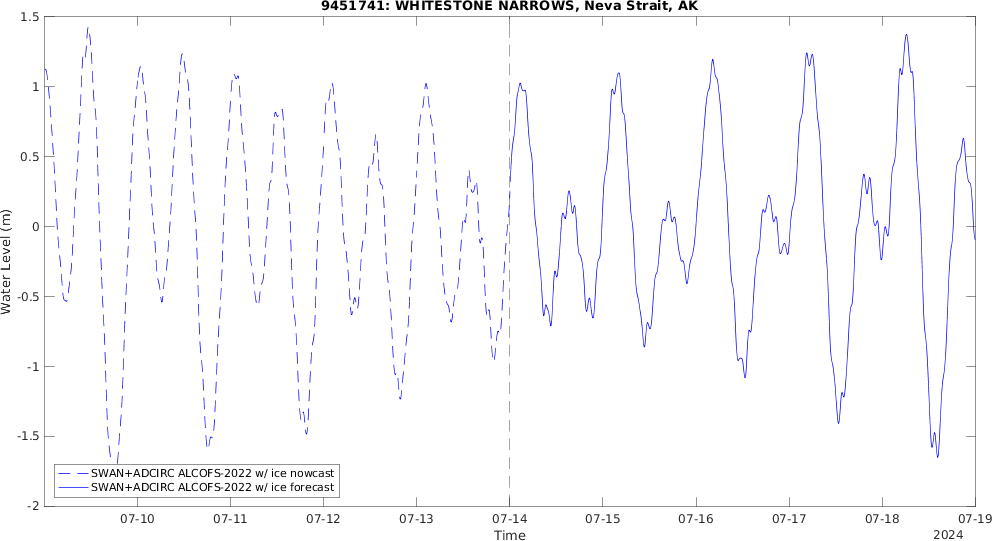 9451741: WHITESTONE NARROWS, Neva Strait, AK
1.5
1
0.5
0
-0.5
-1
-1.5
-2
Water Level (m)
SWAN+ADCIRC ALCOFS-2022 w/ ice nowcast
SWAN+ADCIRC ALCOFS-2022 w/ ice forecast
07-10 07-11 07-12 07-13 07-14 07-15 07-16 07-17 07-18 07-19
Time
2024